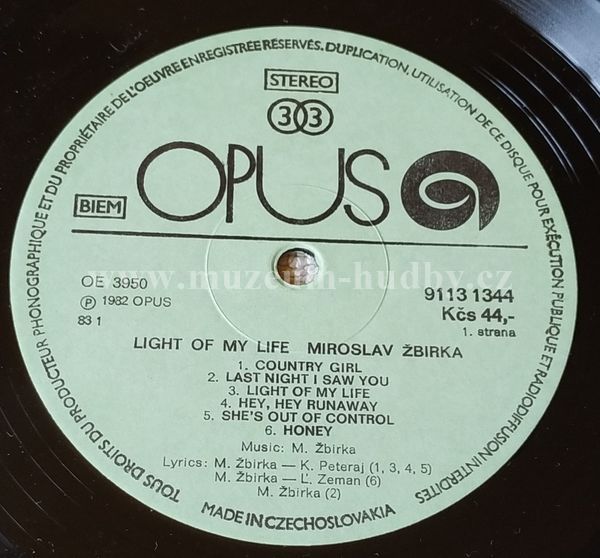 TOUS DROITS DU PRODUCTEUR PHONOGRAPHIQUE ET DU PROPRIÉTAIRE DE L'OEUVRE ENREGISTRÉE RÉSERVÉS. DUPLICATION, UTILISATION DE CE DISQUE POUR EXÉCUTION PUBLIQUE ET RADIODIFFUSION INTERDITES
STEREO
33
OPUS
BIEM
www.muzeum-hudby.cz
OE 3950
℗ 1982 OPUS
83 1
9113 1344
Kčs 44,-
1. strana
LIGHT OF MY LIFE MIROSLAV ŽBIRKA
1. COUNTRY GIRL
2. LAST NIGHT I SAW YOU
3. LIGHT OF MY LIFE
4. HEY, HEY RUNAWAY
5. SHE'S OUT OF CONTROL
6. HONEY
Music: M. Žbirka
Lyrics: M. Žbirka — K. Peteraj (1, 3, 4, 5)
M. Žbirka — Ľ. Zeman (6)
M. Žbirka (2)
MADE IN CZECHOSLOVAKIA